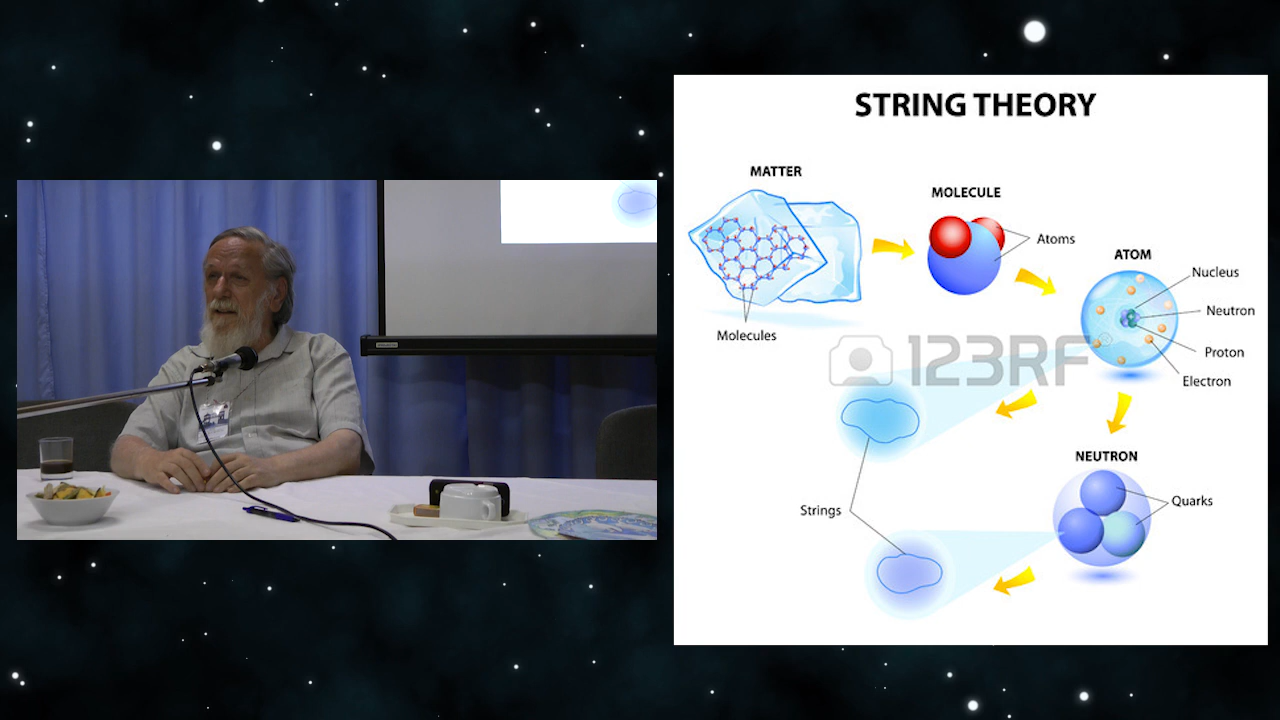 STRING THEORY
MATTER
MOLECULE
Atoms
ATOM
Nucleus
Neutron
Molecules
Proton
123RF
Electron
NEUTRON
Quarks
Strings